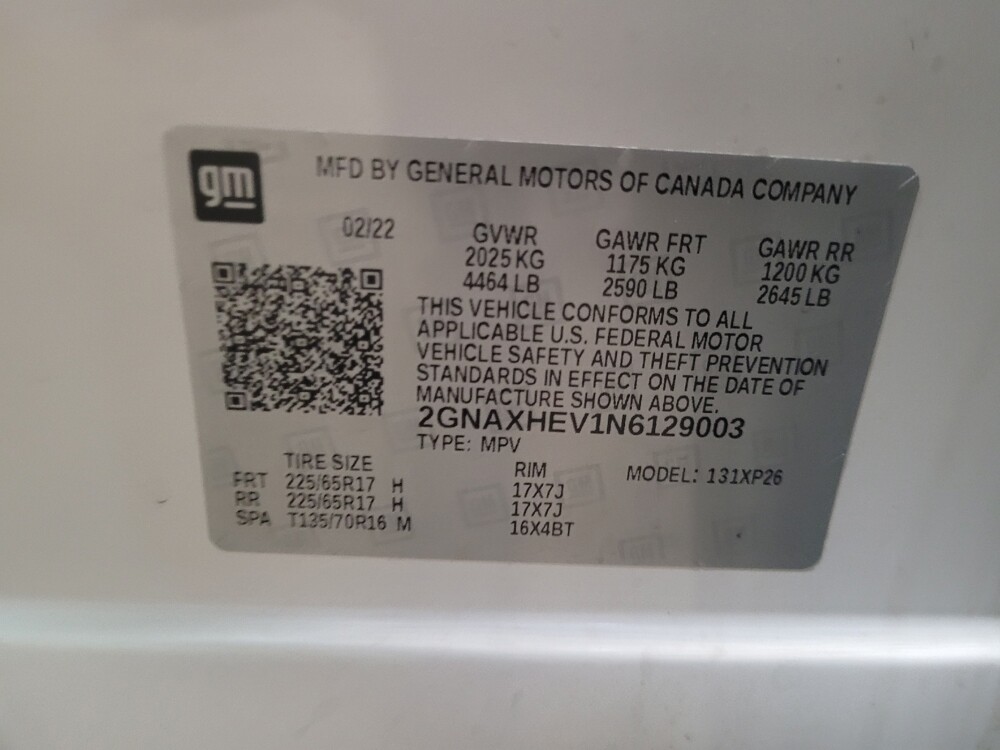 gm
MFD BY GENERAL MOTORS OF CANADA COMPANY
02/22 GVWR GAWR FRT GAWR RR
2025 KG 1175 KG 1200 KG
4464 LB 2590 LB 2645 LB
THIS VEHICLE CONFORMS TO ALL
APPLICABLE U.S. FEDERAL MOTOR
VEHICLE SAFETY AND THEFT PREVENTION
STANDARDS IN EFFECT ON THE DATE OF
MANUFACTURE SHOWN ABOVE.
2GNAXHEV1N6129003
TYPE: MPV
TIRE SIZE RIM MODEL: 131XP26
FRT 225/65R17 H 17X7J
RR 225/65R17 H 17X7J
SPA T135/70R16 M 16X4BT